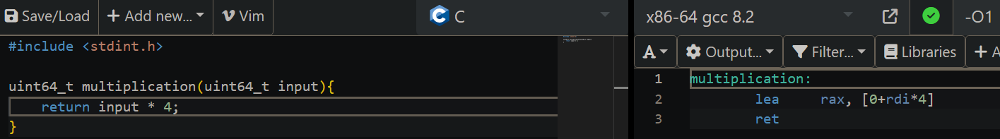 Save/Load + Add new... Vim C
#include <stdint.h>
uint64_t multiplication(uint64_t input){
    return input * 4;
}
x86-64 gcc 8.2 -O1
A Output... Filter... Libraries + A
1 multiplication:
2         lea     rax, [0+rdi*4]
3         ret